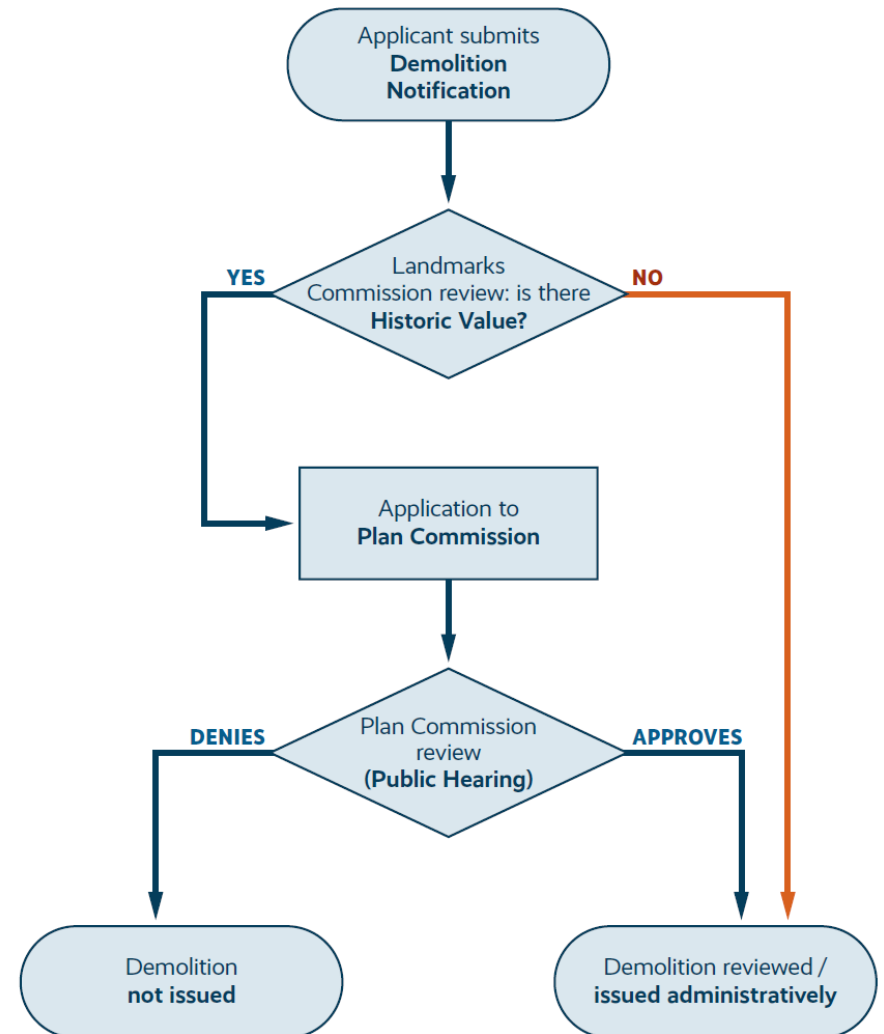 Applicant submits
Demolition
Notification
YES
NO
Landmarks
Commission review: is there
Historic Value?
Application to
Plan Commission
DENIES
APPROVES
Plan Commission
review
(Public Hearing)
Demolition
not issued
Demolition reviewed /
issued administratively